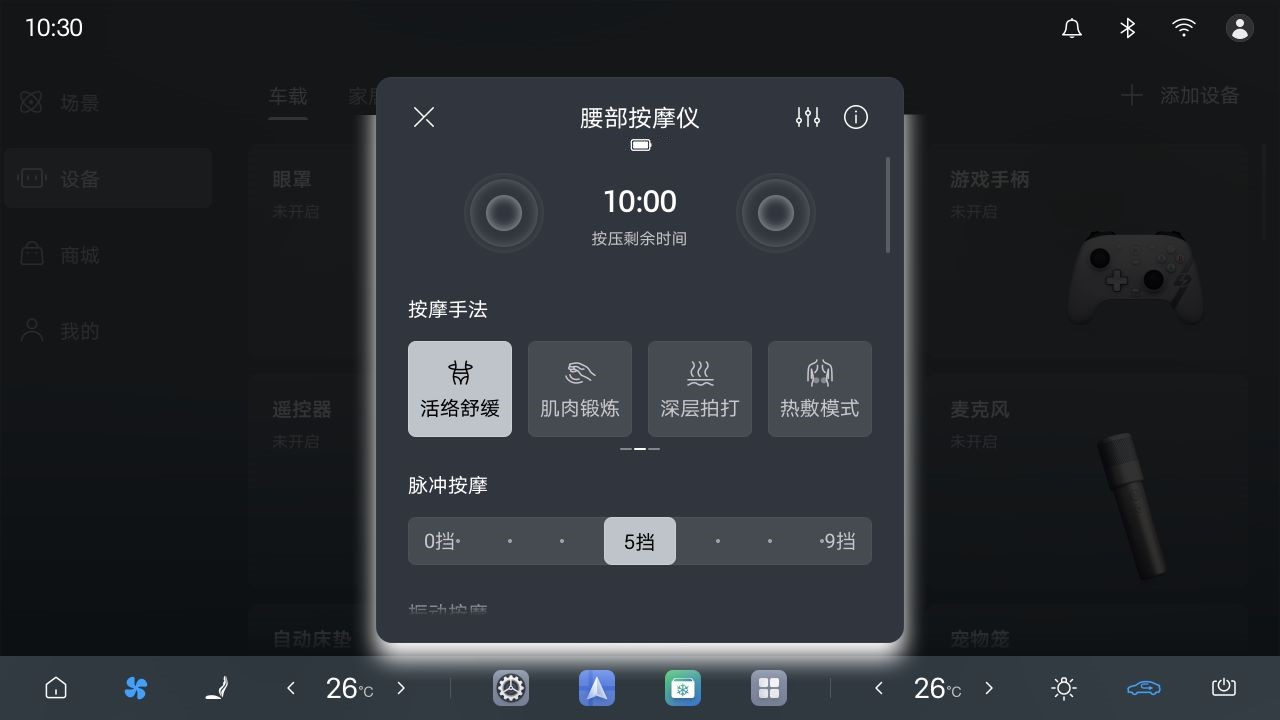 10:30
场景
设备
商城
我的
车载
添加设备
眼罩
未开启
遥控器
未开启
自动床垫
游戏手柄
未开启
麦克风
未开启
宠物笼
腰部按摩仪
10:00
按压剩余时间
按摩手法
活络舒缓 肌肉锻炼 深层拍打 热敷模式
脉冲按摩
0挡 5挡 9挡
振动按摩
26°C
26°C